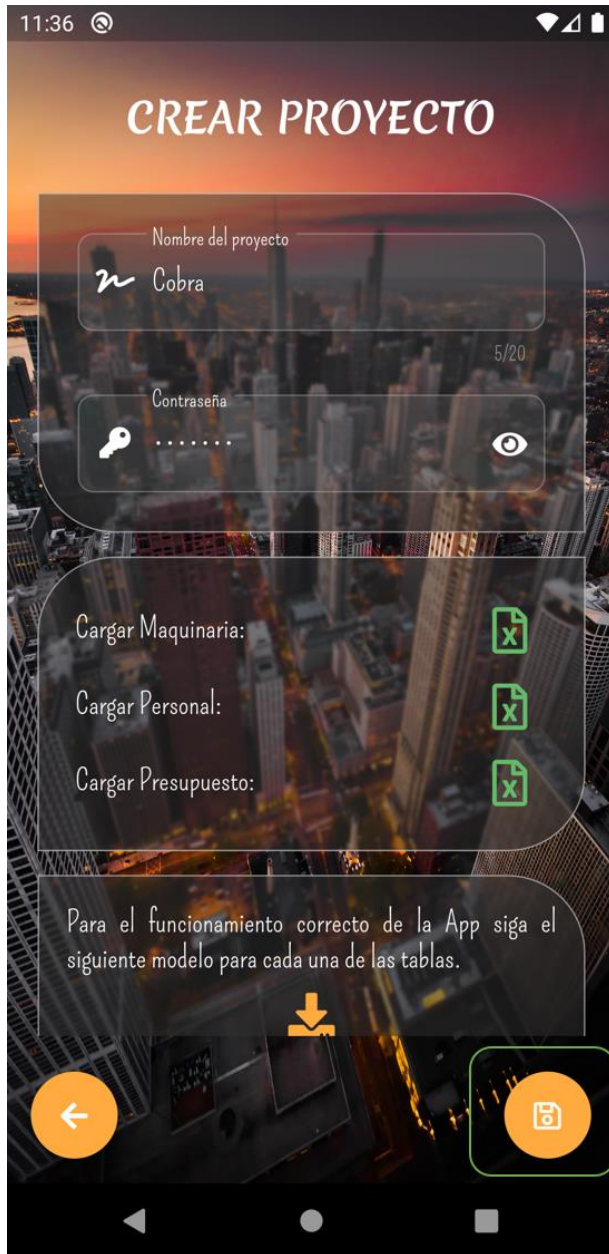 11:36
CREAR PROYECTO
Nombre del proyecto
Cobra
5/20
Contraseña
·······
Cargar Maquinaria:
Cargar Personal:
Cargar Presupuesto:
Para el funcionamiento correcto de la App siga el
siguiente modelo para cada una de las tablas.